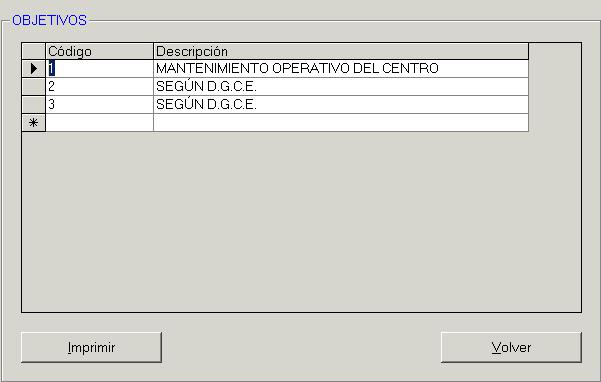 OBJETIVOS
Código Descripción
1 MANTENIMIENTO OPERATIVO DEL CENTRO
2 SEGÚN D.G.C.E.
3 SEGÚN D.G.C.E.
*
Imprimir Volver